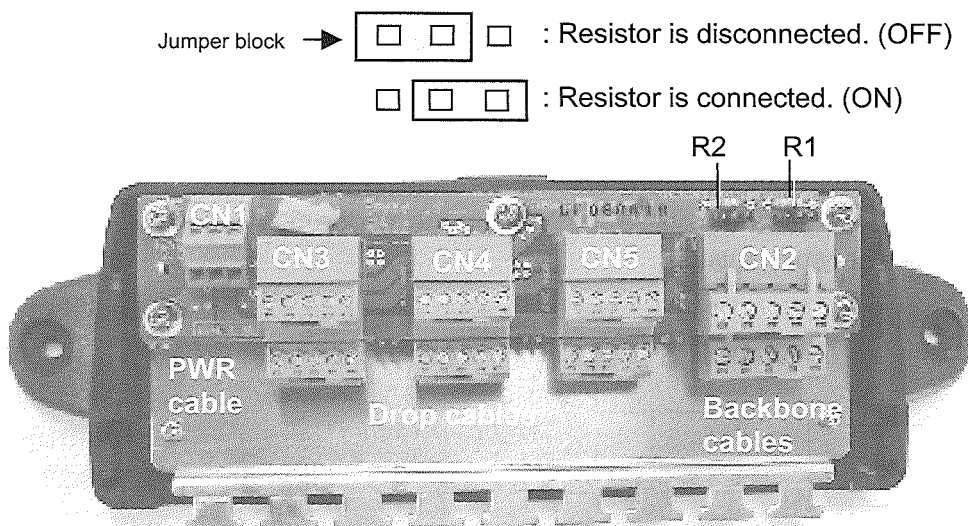 Jumper block
: Resistor is disconnected. (OFF)
: Resistor is connected. (ON)
R2 R1
CN1
CN3 CN4 CN5 CN2
PWR
cable
Drop cables
Backbone
cables